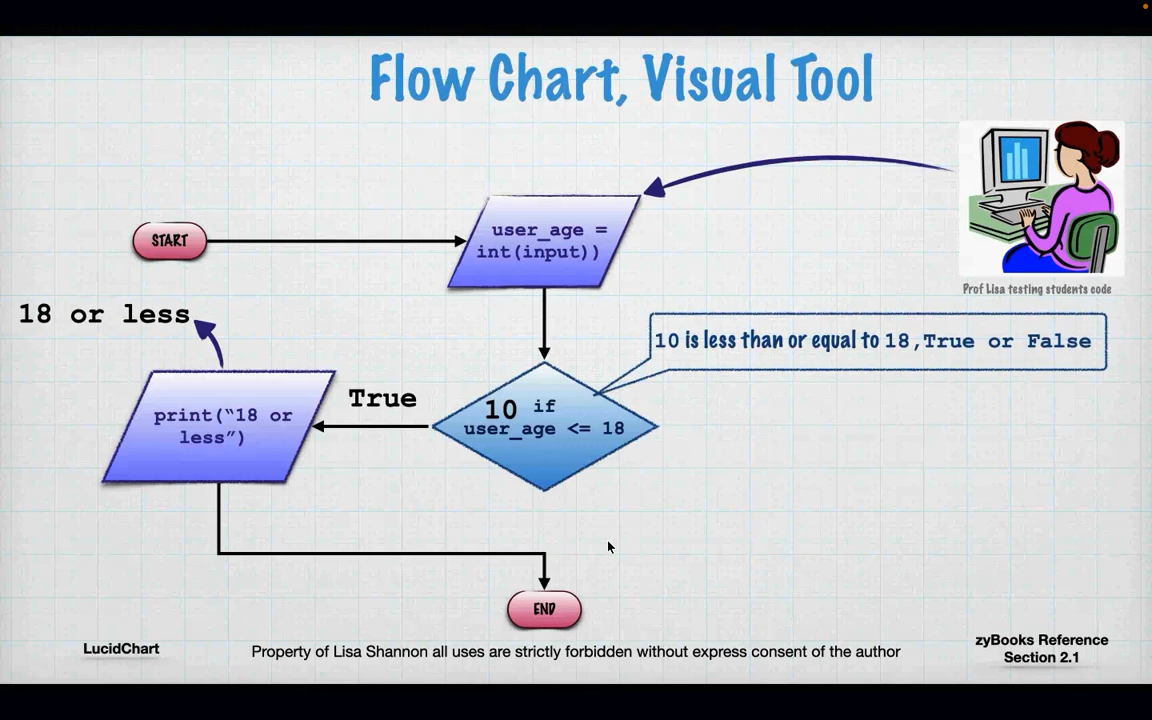 Flow Chart, Visual Tool
START
user_age =
int(input))
Prof Lisa testing students code
18 or less
10 is less than or equal to 18,True or False
True
10 if
user_age <= 18
print(“18 or
less”)
END
LucidChart
Property of Lisa Shannon all uses are strictly forbidden without express consent of the author
zyBooks Reference
Section 2.1